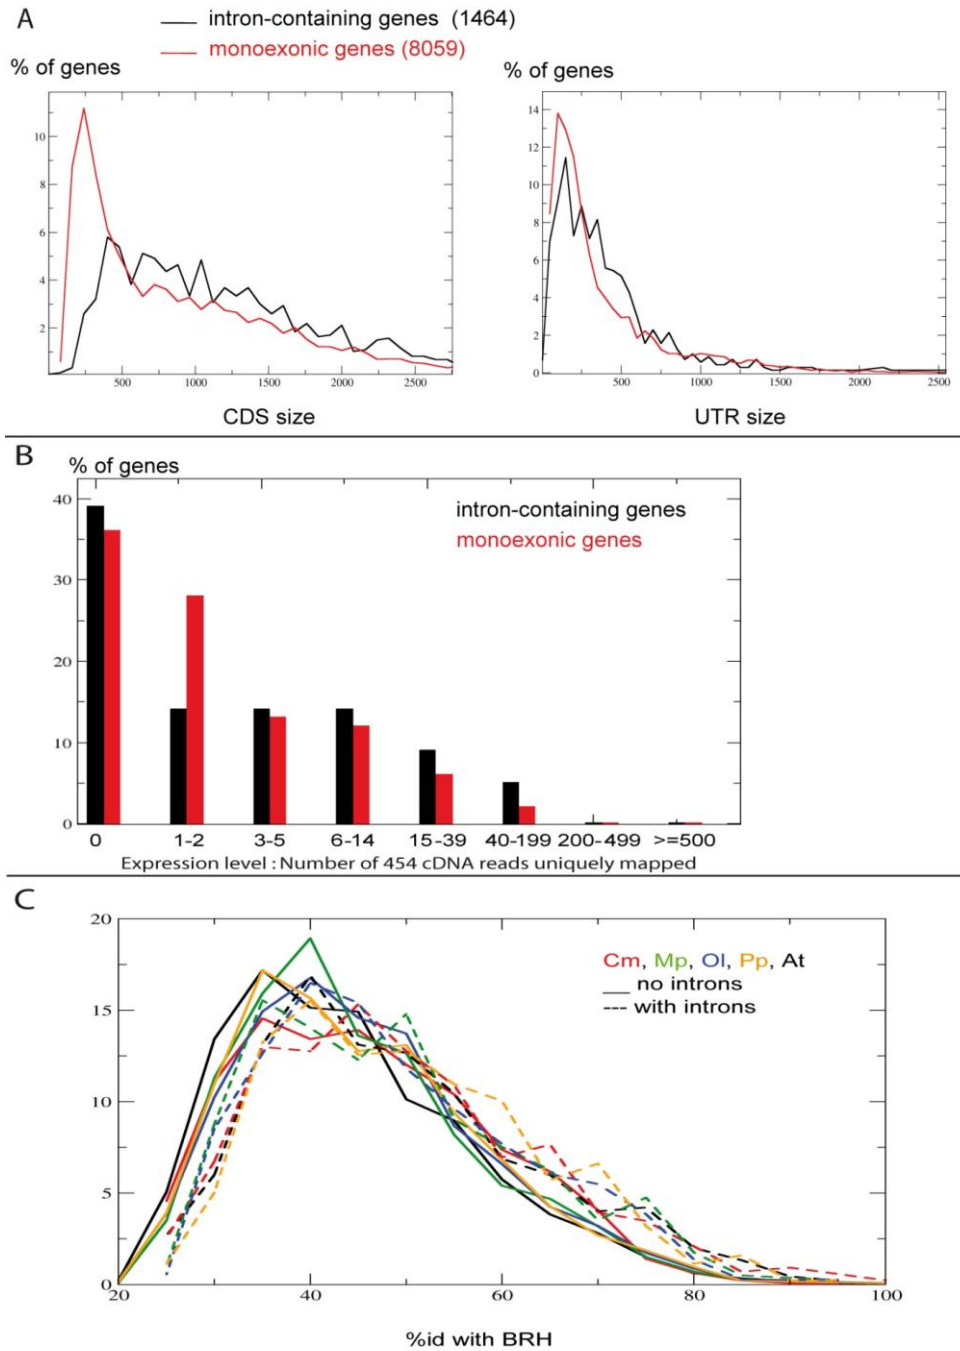 A
intron-containing genes (1464)
monoexonic genes (8059)
% of genes
% of genes
10
8
6
4
2
500
1000
1500
2000
2500
CDS size
14
12
10
8
6
4
2
0
500
1000
1500
2000
2500
UTR size
B
% of genes
intron-containing genes
monoexonic genes
40
30
20
10
0
0 1-2 3-5 6-14 15-39 40-199 200-499 >=500
Expression level : Number of 454 cDNA reads uniquely mapped
C
20
15
10
5
0
Cm, Mp, Ol, Pp, At
no introns
with introns
20 40 60 80 100
%id with BRH